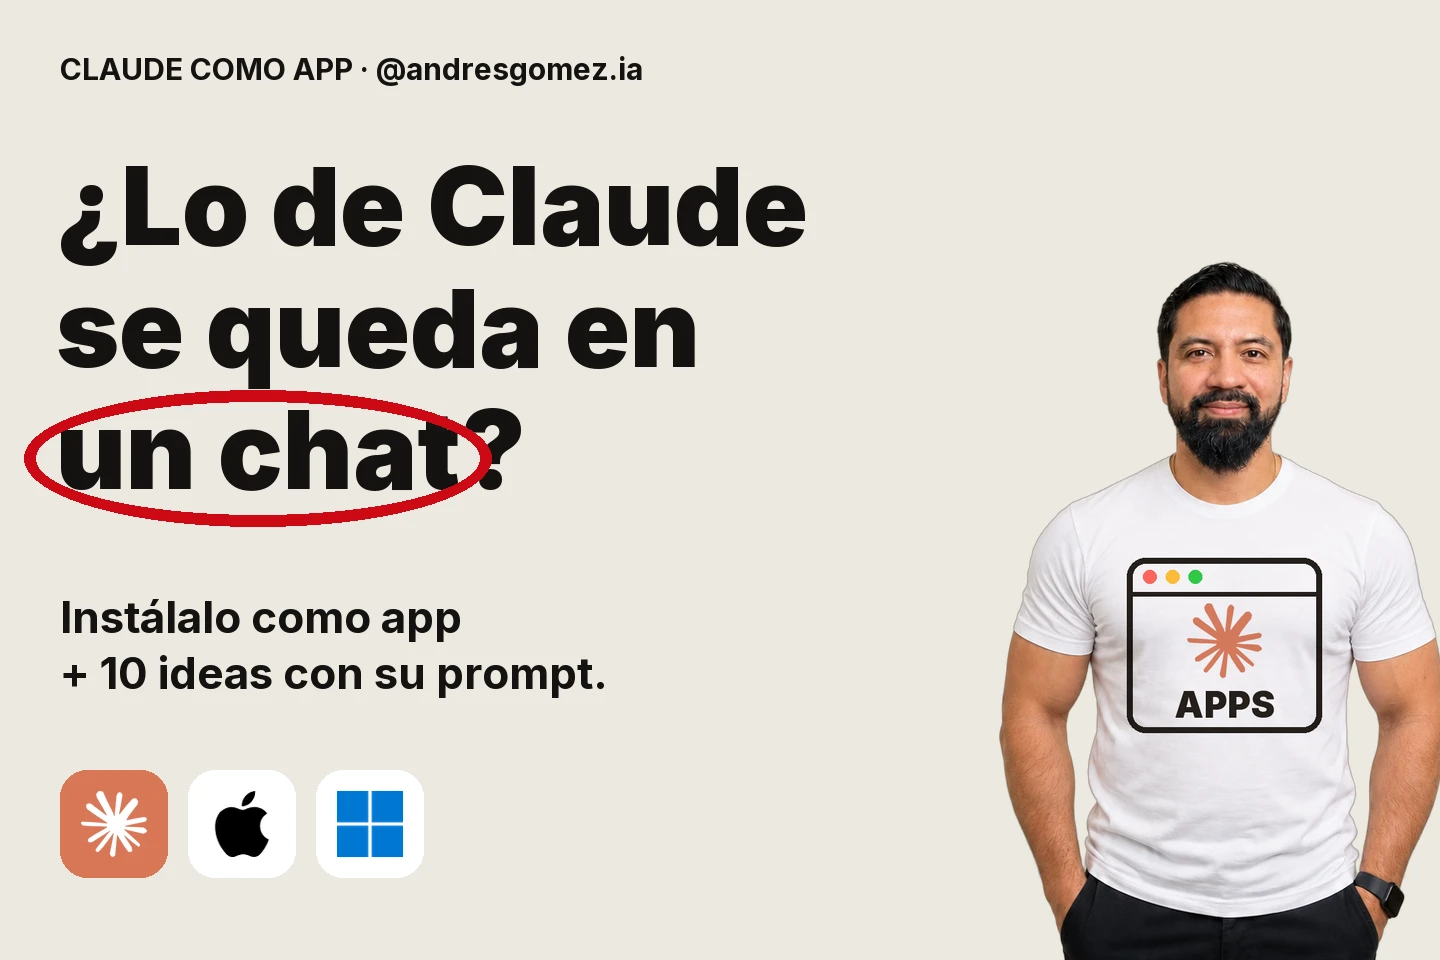 CLAUDE COMO APP · @andresgomez.ia
¿Lo de Claude
se queda en
un chat?
Instálalo como app
+ 10 ideas con su prompt.
APPS